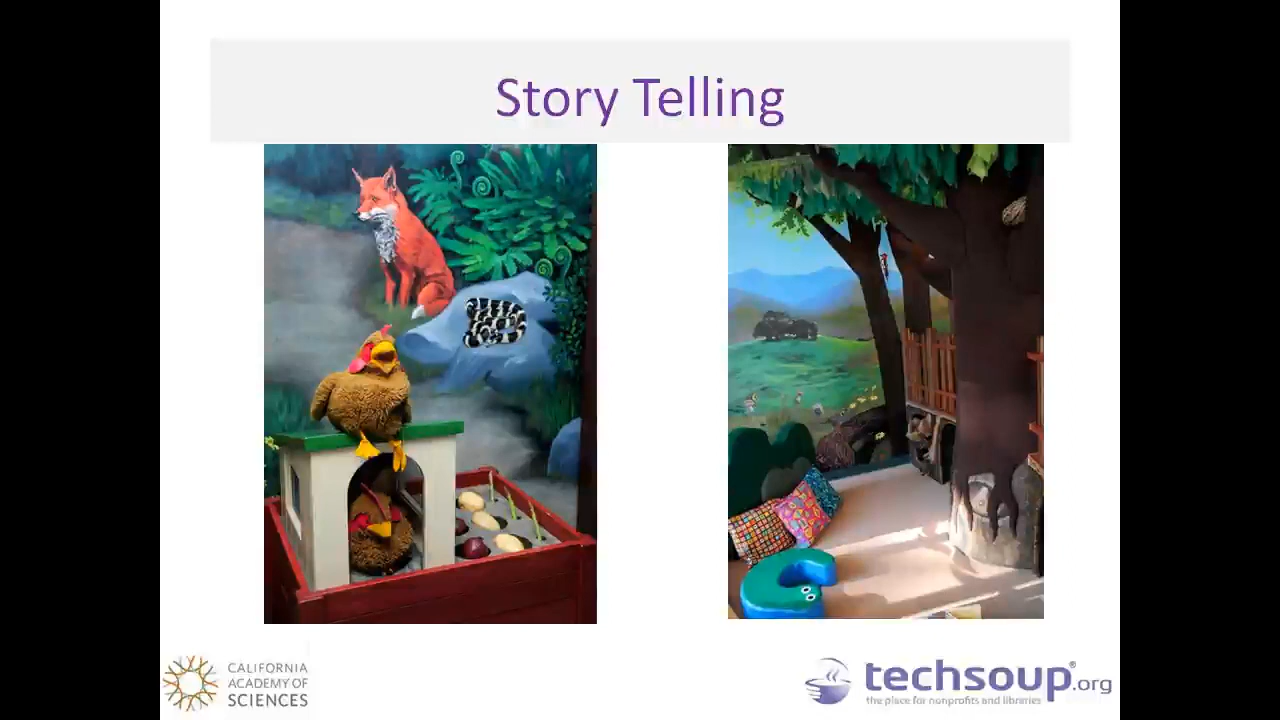 Story Telling
CALIFORNIA
ACADEMY OF
SCIENCES
techsoup®.org
the place for nonprofits and libraries